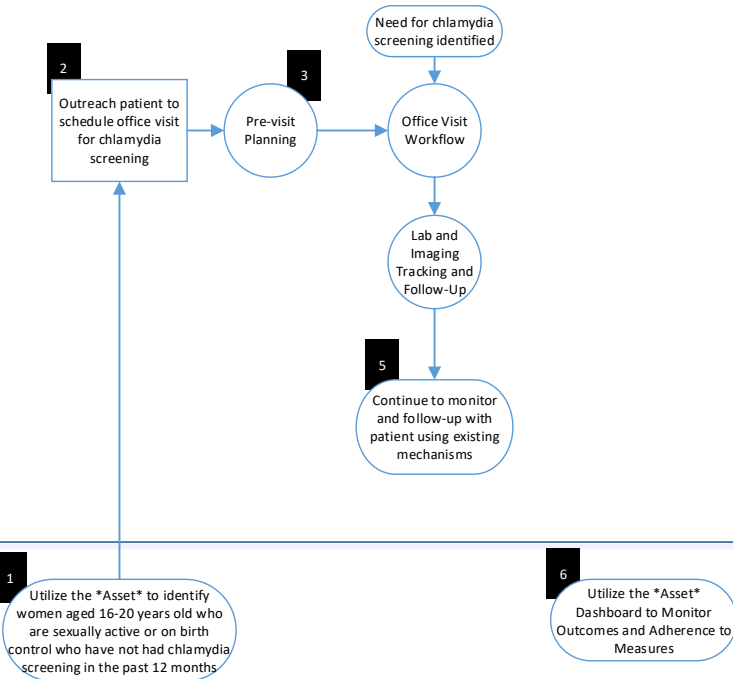 Need for chlamydia
screening identified
2
Outreach patient to
schedule office visit
for chlamydia
screening
3
Pre-visit
Planning
Office Visit
Workflow
Lab and
Imaging
Tracking and
Follow-Up
5
Continue to monitor
and follow-up with
patient using existing
mechanisms
1
Utilize the *Asset* to identify
women aged 16-20 years old who
are sexually active or on birth
control who have not had chlamydia
screening in the past 12 months
6
Utilize the *Asset*
Dashboard to Monitor
Outcomes and Adherence to
Measures